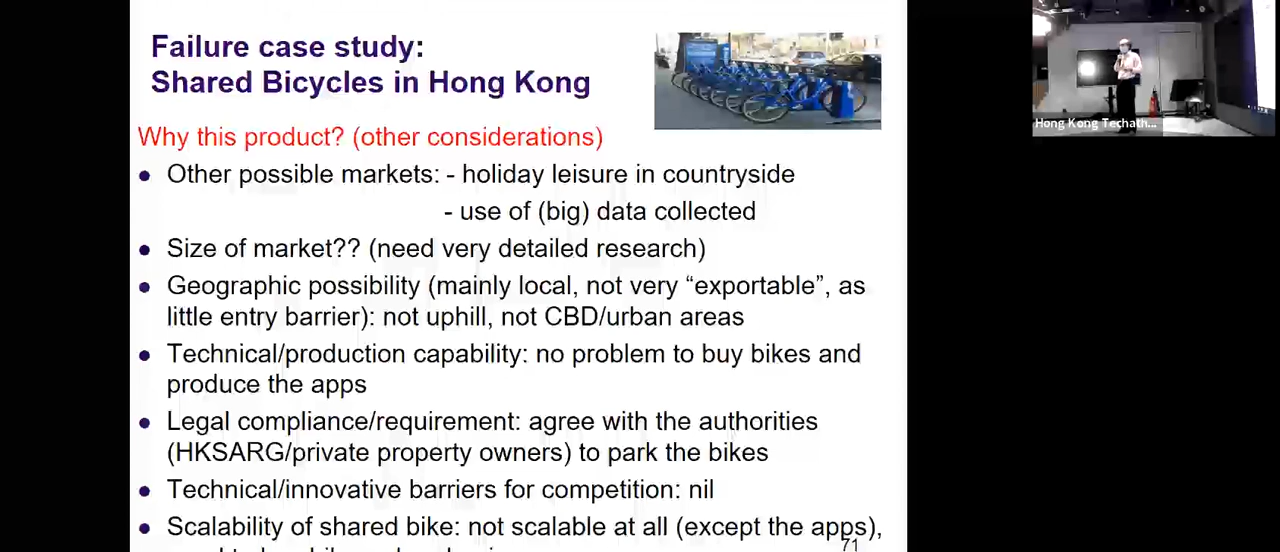 Failure case study:
Shared Bicycles in Hong Kong
Why this product? (other considerations)
● Other possible markets: - holiday leisure in countryside
- use of (big) data collected
● Size of market?? (need very detailed research)
● Geographic possibility (mainly local, not very “exportable”, as
little entry barrier): not uphill, not CBD/urban areas
● Technical/production capability: no problem to buy bikes and
produce the apps
● Legal compliance/requirement: agree with the authorities
(HKSARG/private property owners) to park the bikes
● Technical/innovative barriers for competition: nil
● Scalability of shared bike: not scalable at all (except the apps),
71
Hong Kong Techath...